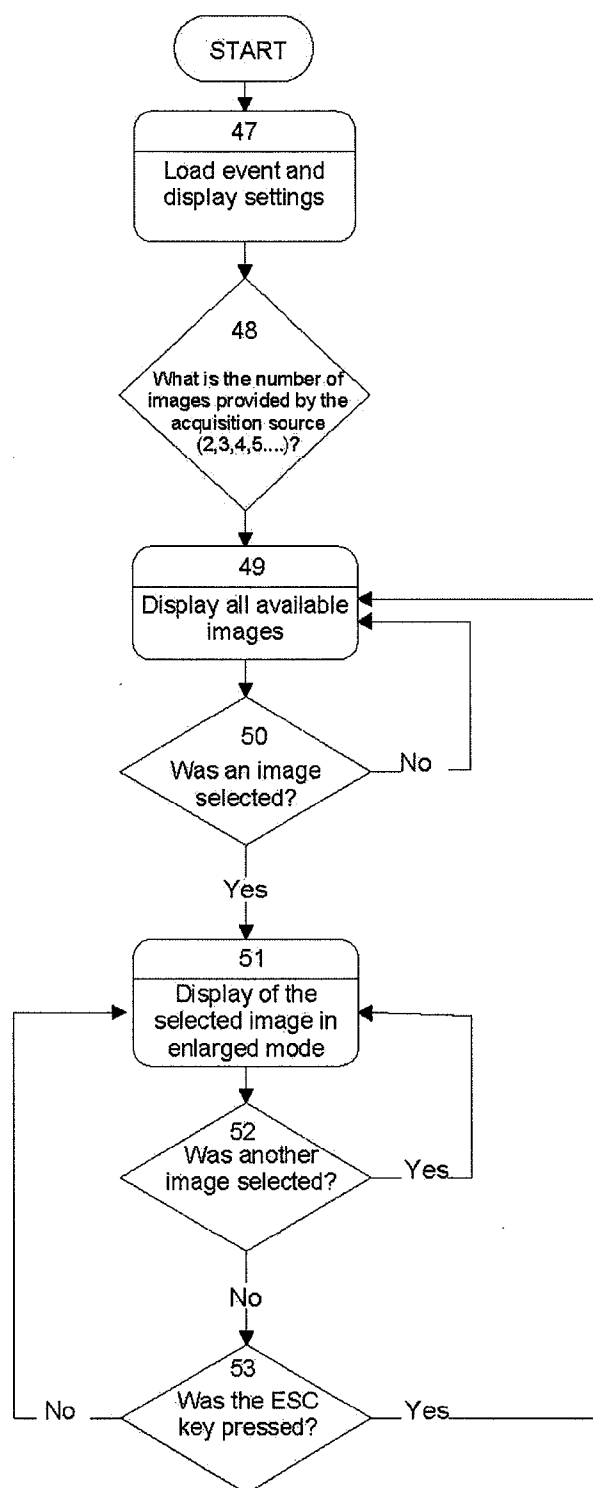 START
47
Load event and
display settings
48
What is the number of
images provided by the
acquisition source
(2,3,4,5....)?
49
Display all available
images
50
Was an image
selected?
No
Yes
51
Display of the
selected image in
enlarged mode
52
Was another
image selected?
Yes
No
53
Was the ESC
key pressed?
No
Yes